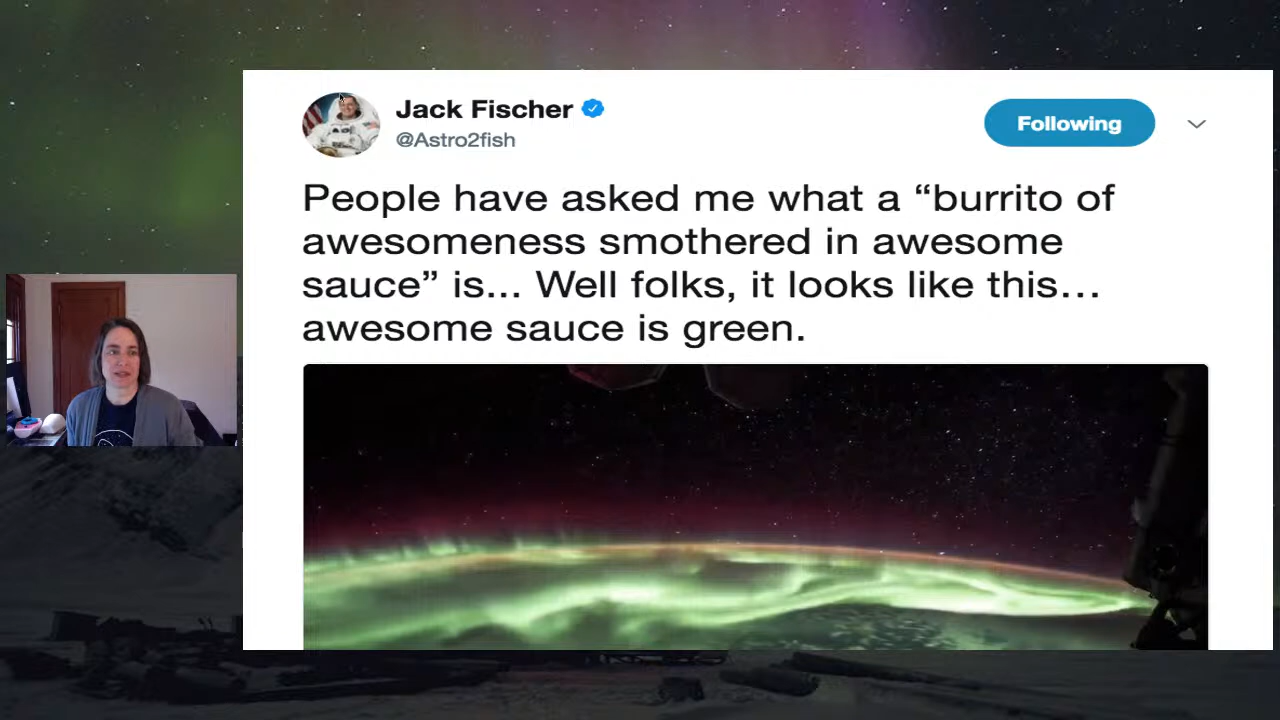 Jack Fischer
@Astro2fish
Following
People have asked me what a “burrito of
awesomeness smothered in awesome
sauce” is... Well folks, it looks like this...
awesome sauce is green.